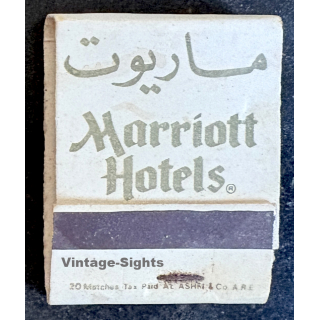 ماريوت
Marriott
Hotels®
Vintage-Sights
20 Matches Tax Paid AL ASHRI & Co A.R.E